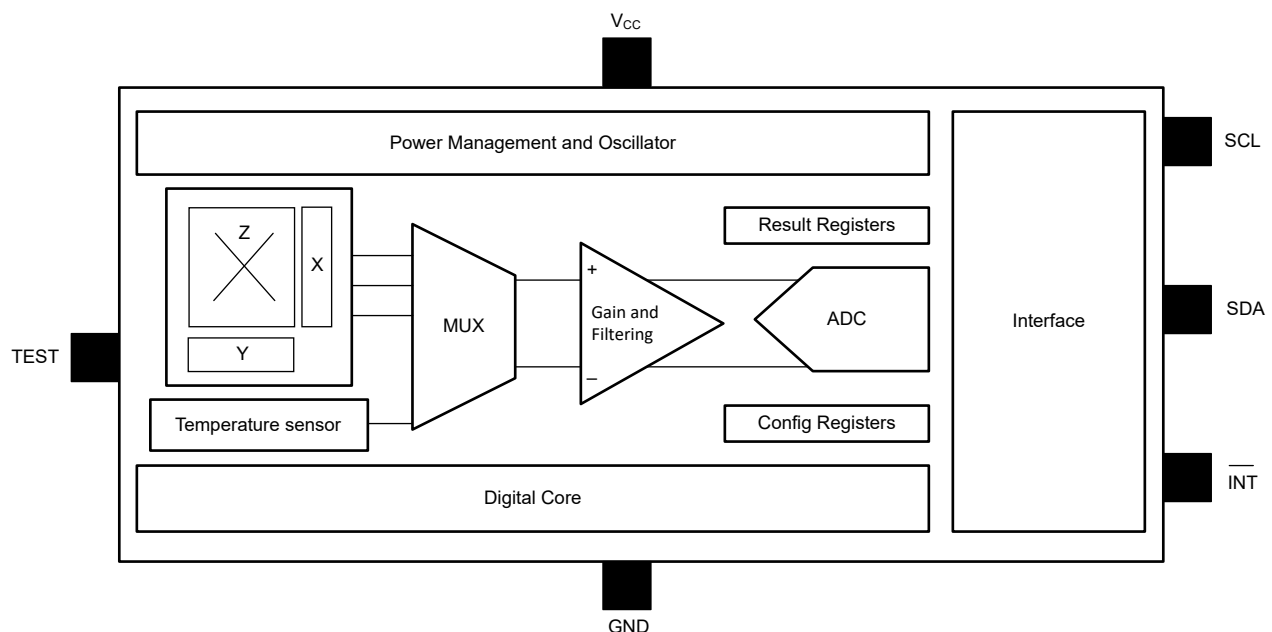 VCC
Power Management and Oscillator
SCL
Result Registers
Z
X
+
Gain and
Filtering
–
MUX
ADC
Interface
SDA
Y
TEST
Temperature sensor
Config Registers
INT
Digital Core
GND